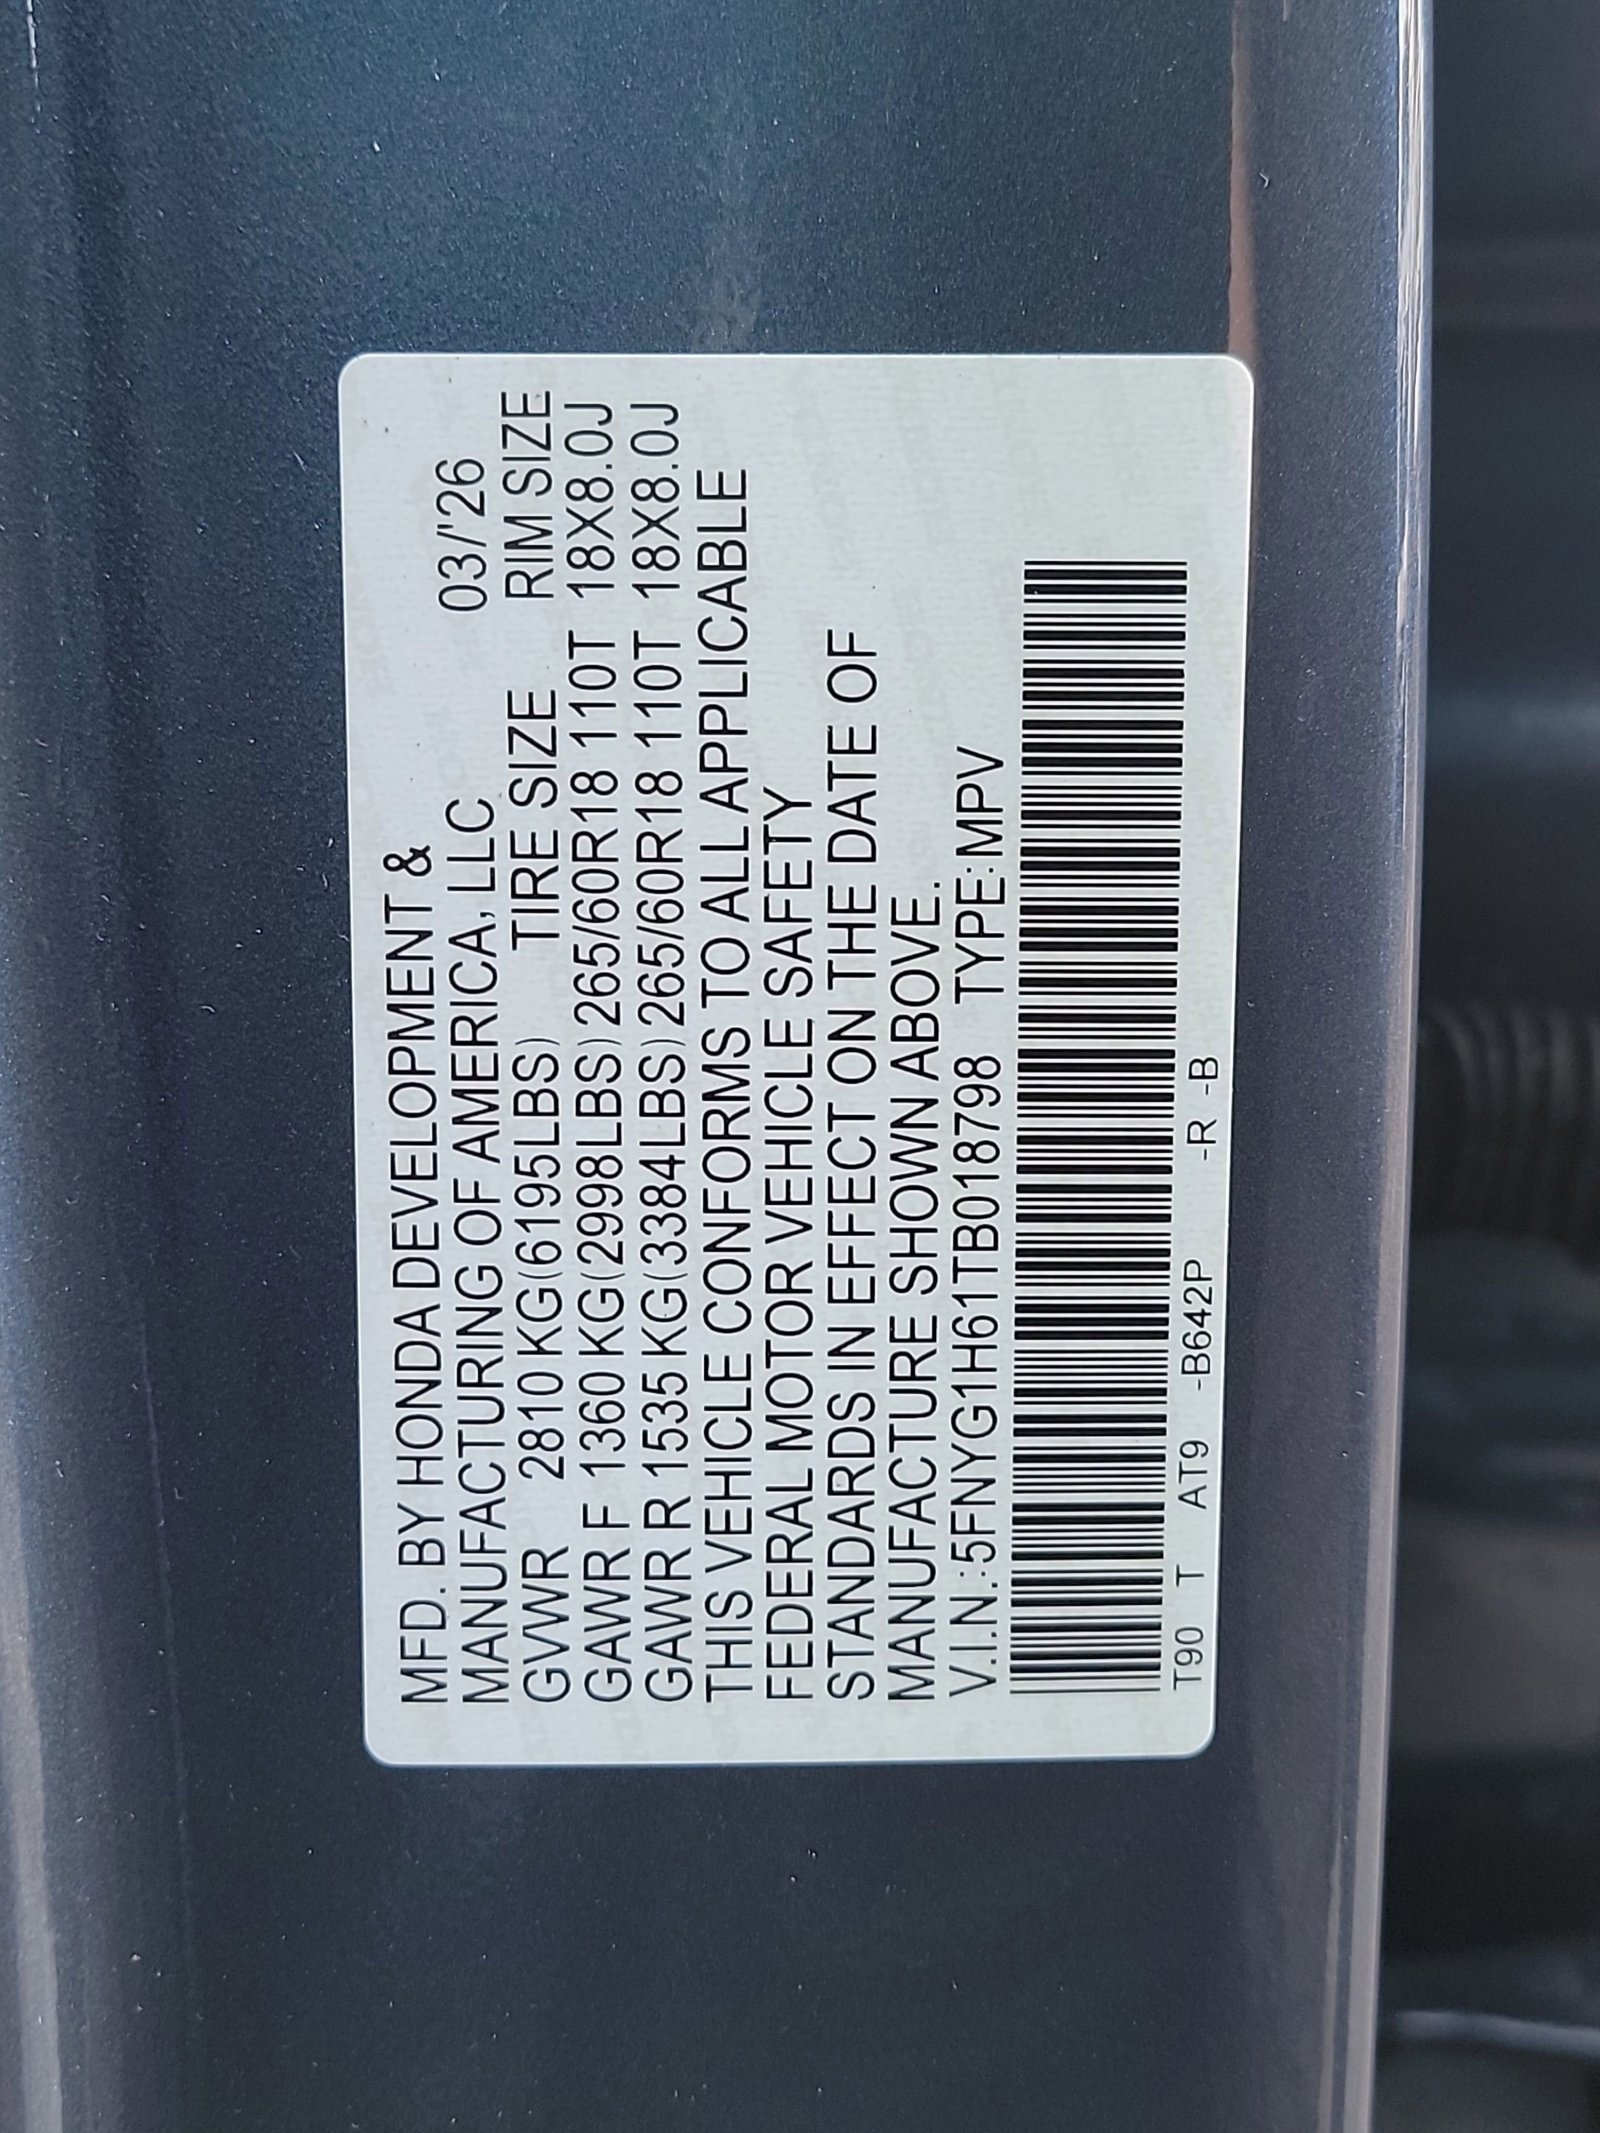 MFD. BY HONDA DEVELOPMENT &
MANUFACTURING OF AMERICA, LLC 03/'26
GVWR 2810 KG(6195LBS) TIRE SIZE RIM SIZE
GAWR F 1360 KG(2998LBS) 265/60R18 110T 18X8.0J
GAWR R 1535 KG(3384LBS) 265/60R18 110T 18X8.0J
THIS VEHICLE CONFORMS TO ALL APPLICABLE
FEDERAL MOTOR VEHICLE SAFETY
STANDARDS IN EFFECT ON THE DATE OF
MANUFACTURE SHOWN ABOVE.
V.I.N.:5FNYG1H61TB018798 TYPE:MPV
T90 T AT9 -B642P -R -B